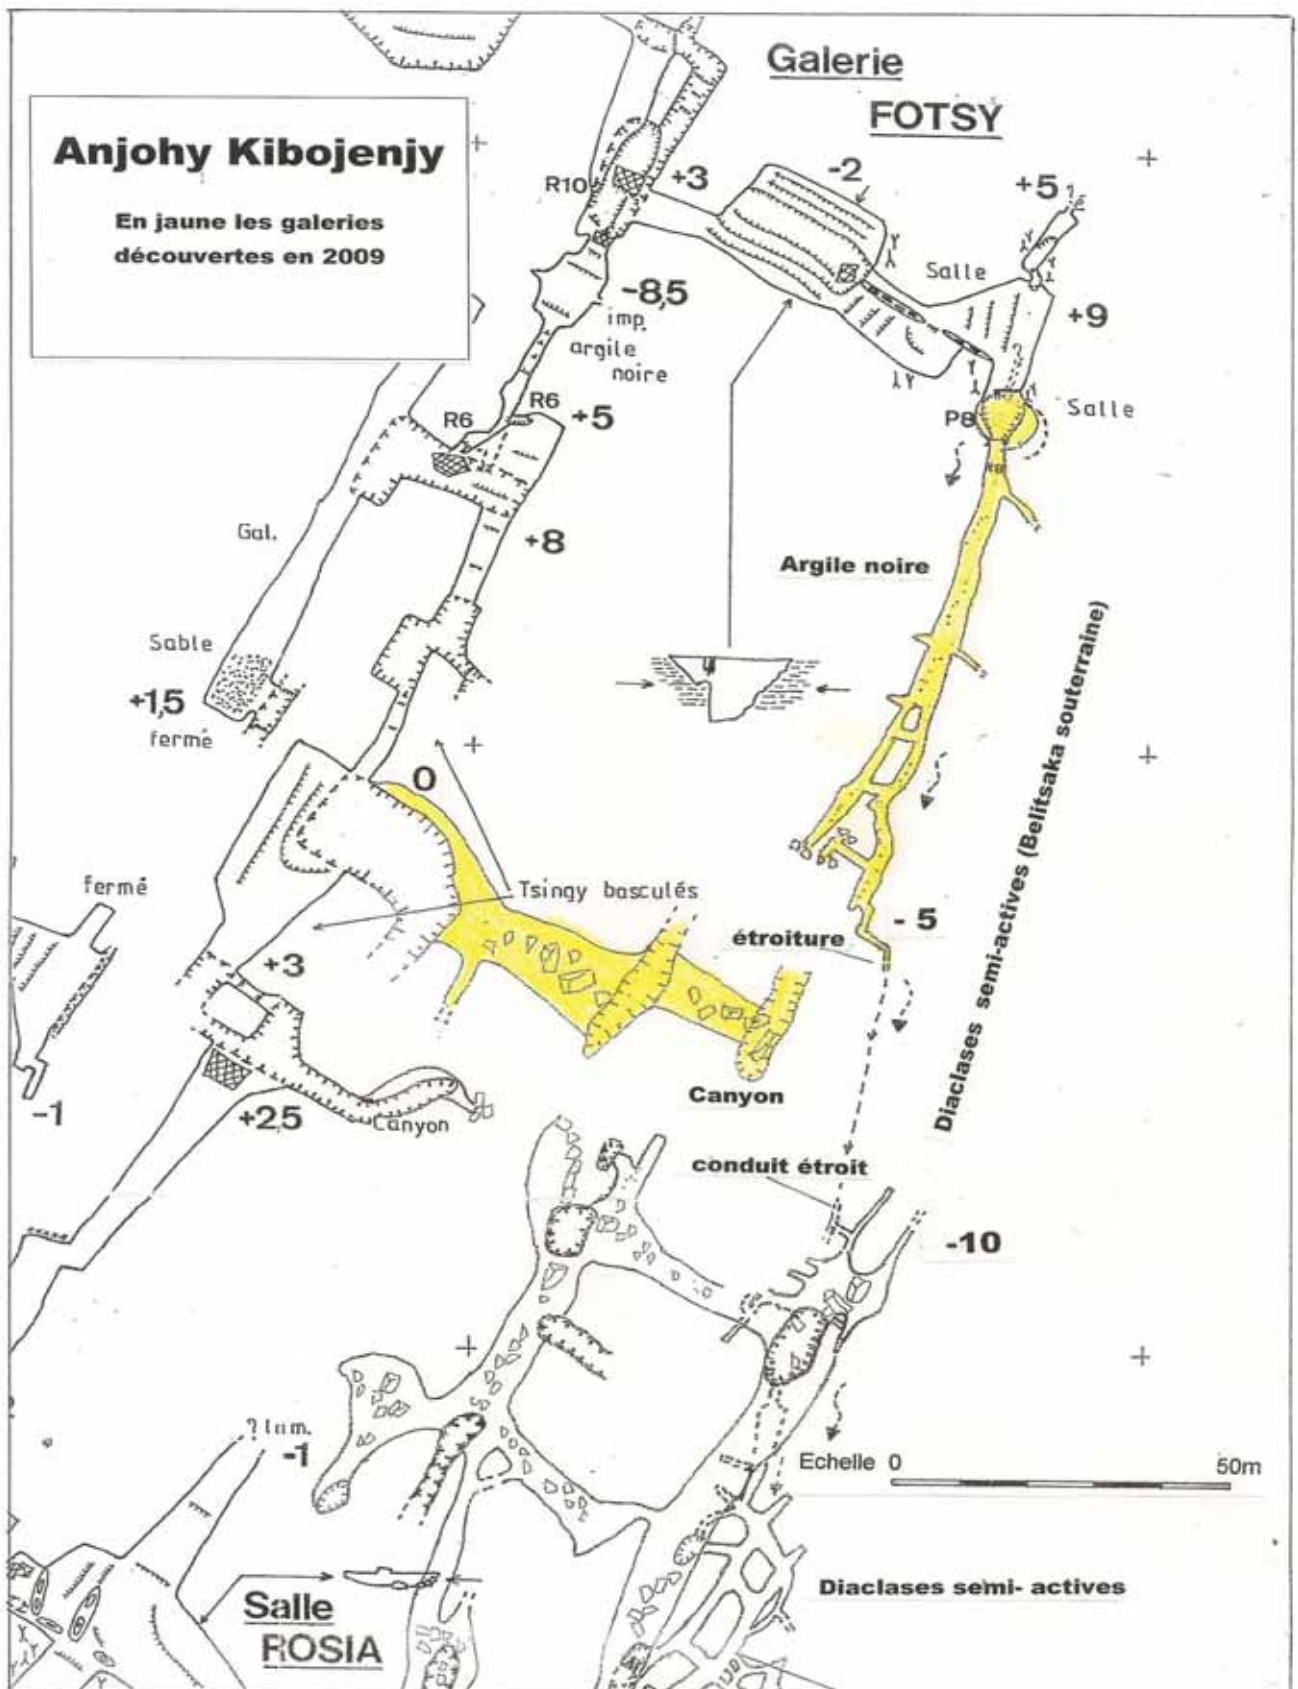 Galerie
FOTSY
Anjohy Kibojenjy
En jaune les galeries
découvertes en 2009
R10
+3
-2
+5
Salle
-8,5
imp.
argile
noire
+9
R6
R6
+5
P8
Salle
+8
Gal.
Argile noire
Sable
+1,5
fermé
0
Diaclases semi-actives (Belitsaka souterraine)
fermé
Tsingy basculés
- 5
étroiture
+3
-1
+25
Canyon
Canyon
conduit étroit
-10
? lam.
-1
Echelle 0
50m
Diaclases semi- actives
Salle
ROSIA